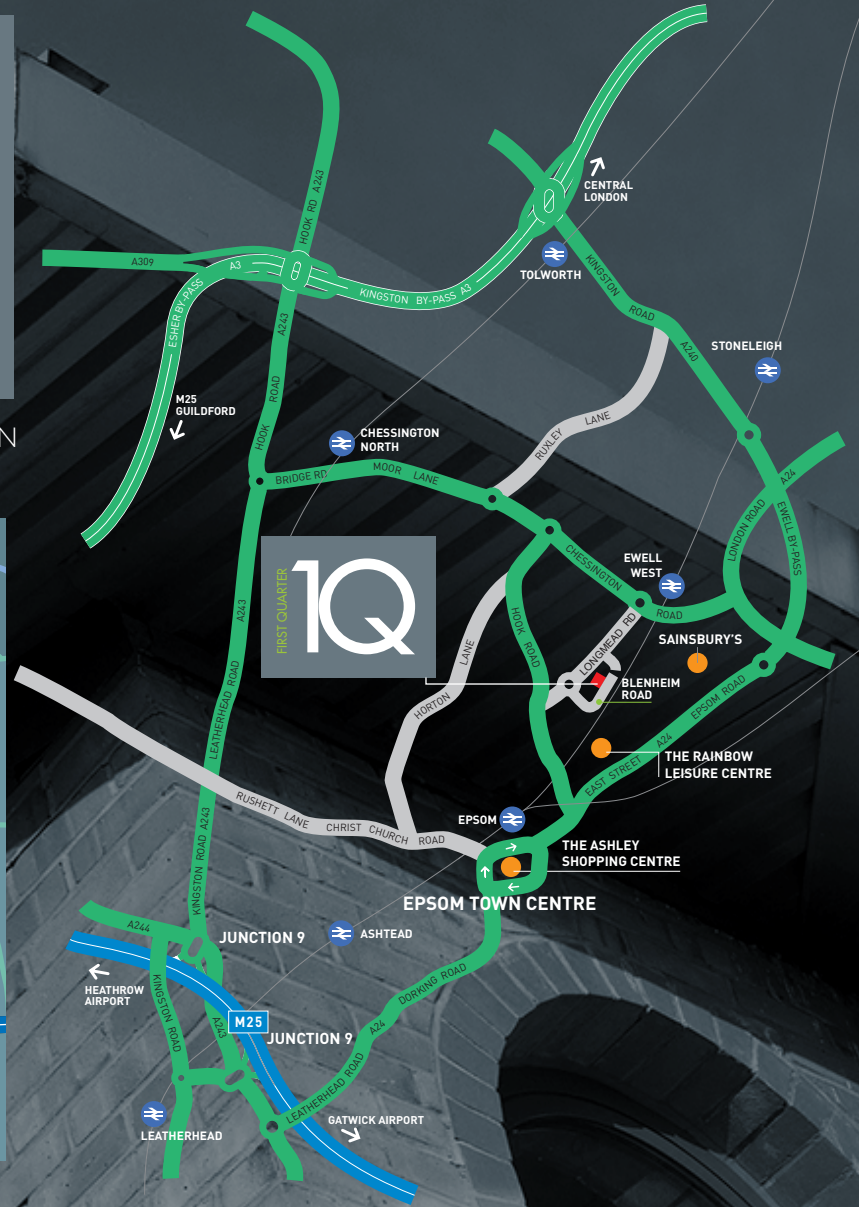 HOOK RD A243
CENTRAL
LONDON
A309
A3
KINGSTON BY-PASS A3
TOLWORTH
KINGSTON ROAD
ESHER BY-PASS
A243
A240
STONELEIGH
M25
GUILDFORD
HOOK ROAD
N
CHESSINGTON
NORTH
RUXLEY LANE
BRIDGE RD
MOOR LANE
A24
LONDON ROAD
EWELL BY-PASS
CHESSINGTON ROAD
EWELL
WEST
FIRST QUARTER
1Q
A243
HOOK ROAD
LONGMEAD RD
SAINSBURY'S
HORTON LANE
BLENHEIM
ROAD
LEATHERHEAD ROAD
EPSOM ROAD
A24
EAST STREET
THE RAINBOW
LEISURE CENTRE
RUSHETT LANE
CHRIST CHURCH ROAD
EPSOM
THE ASHLEY
SHOPPING CENTRE
KINGSTON ROAD A243
EPSOM TOWN CENTRE
A244
JUNCTION 9
ASHTEAD
HEATHROW
AIRPORT
KINGSTON ROAD
A243
M25
JUNCTION 9
DORKING ROAD
A24
LEATHERHEAD ROAD
GATWICK AIRPORT
LEATHERHEAD